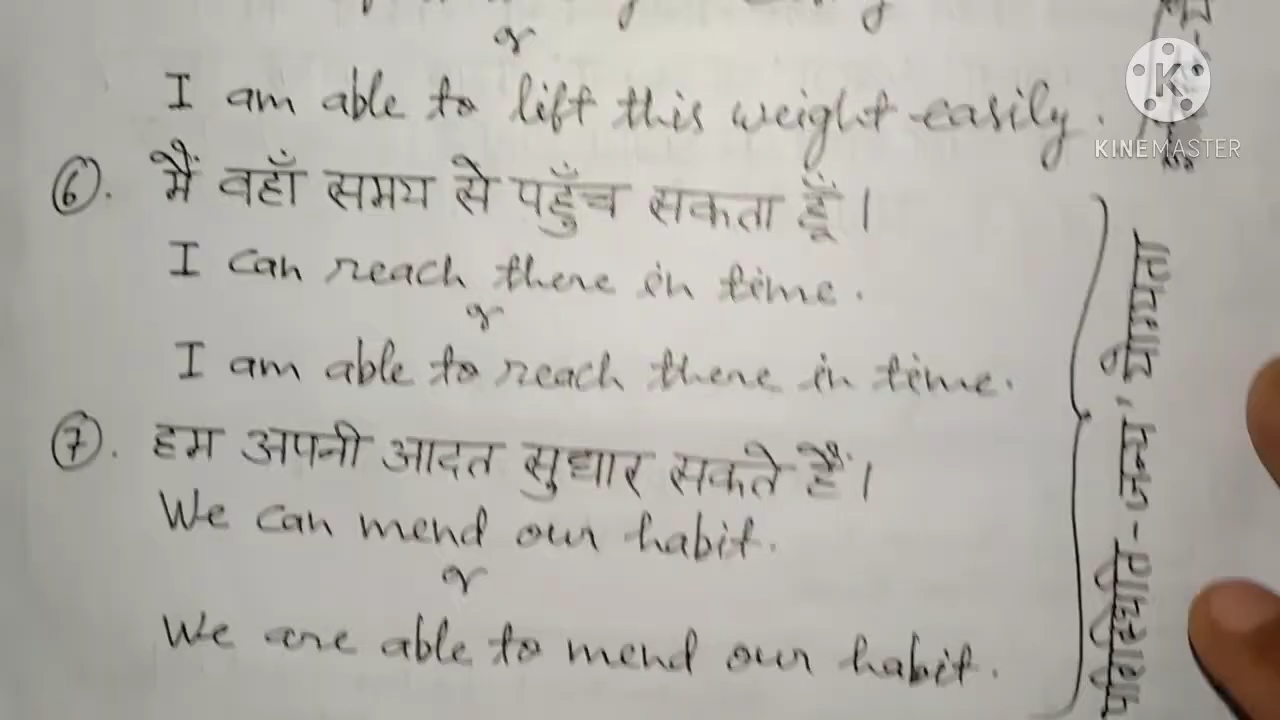 or
I am able to lift this weight easily.
KINEMASTER
⑥. मैं वहाँ समय से पहुँच सकता हूँ।
I can reach there in time.
or
I am able to reach there in time.
⑦. हम अपनी आदत सुधार सकते हैं।
We can mend our habit.
or
We are able to mend our habit.